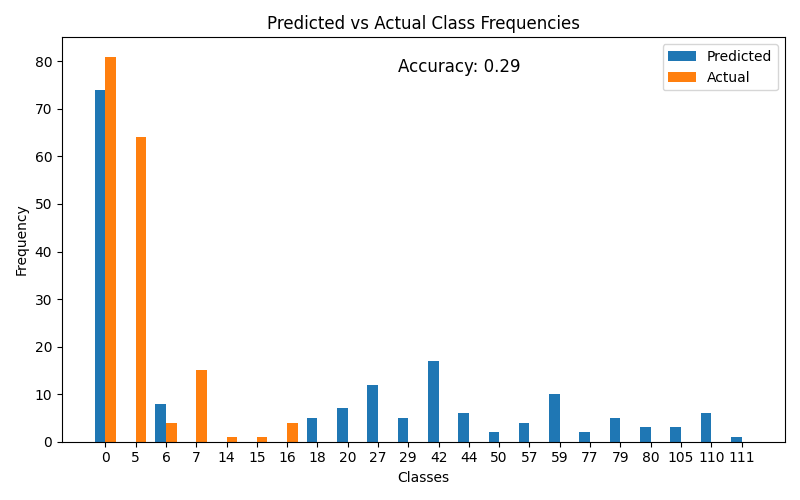 Predicted vs Actual Class Frequencies
Accuracy: 0.29
Predicted
Actual
Frequency
80
70
60
50
40
30
20
10
0
0 5 6 7 14 15 16 18 20 27 29 42 44 50 57 59 77 79 80 105 110 111
Classes